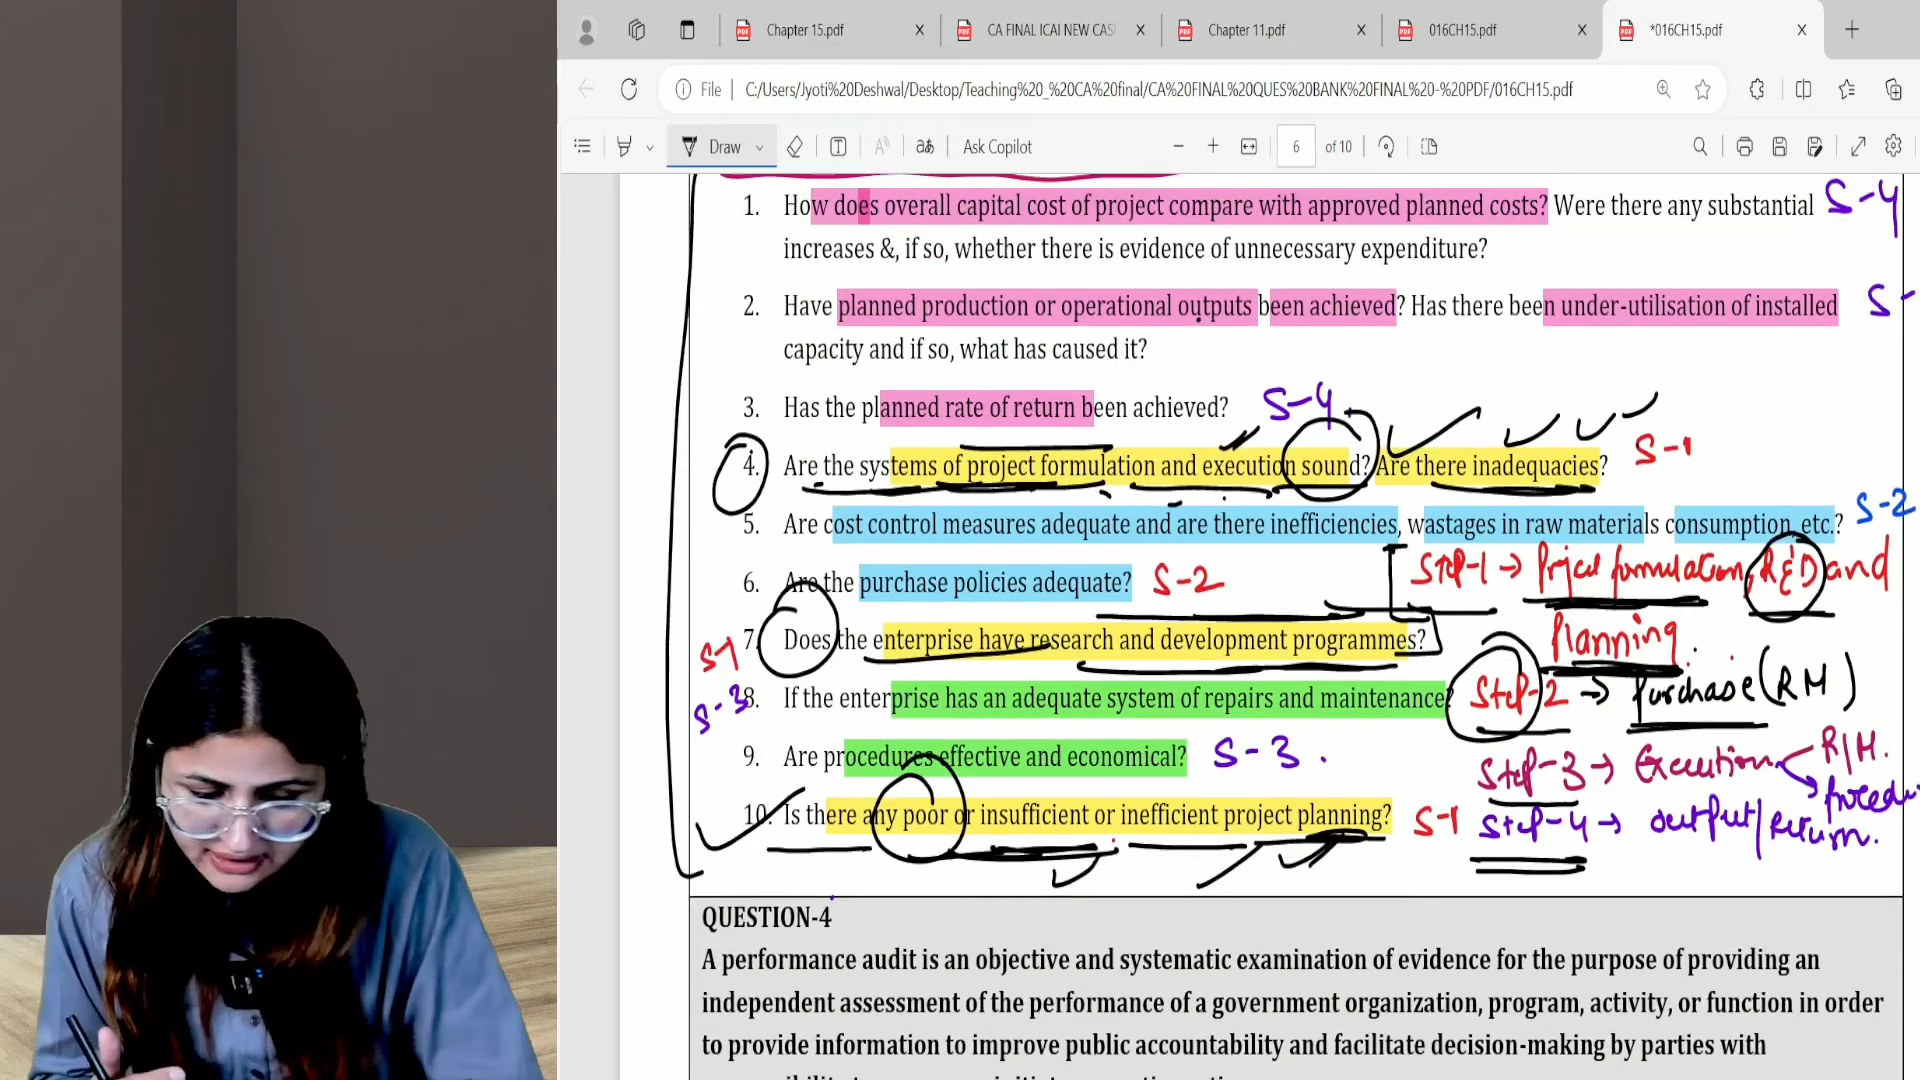 Chapter 15.pdf
CA FINAL ICAI NEW CAS
Chapter 11.pdf
016CH15.pdf
*016CH15.pdf
File C:/Users/Jyoti%20Deshwal/Desktop/Teaching%20_%20CA%20final/CA%20FINAL%20QUES%20BANK%20FINAL%20-%20PDF/016CH15.pdf
Draw
Ask Copilot
6 of 10
1. How does overall capital cost of project compare with approved planned costs? Were there any substantial S-4
increases &, if so, whether there is evidence of unnecessary expenditure?
2. Have planned production or operational outputs been achieved? Has there been under-utilisation of installed S-
capacity and if so, what has caused it?
3. Has the planned rate of return been achieved? S-4
4. Are the systems of project formulation and execution sound? Are there inadequacies? S-1
5. Are cost control measures adequate and are there inefficiencies, wastages in raw materials consumption, etc.? S-2
6. Are the purchase policies adequate? S-2 Step-1 → Project formulation, R&D and
Planning
7. Does the enterprise have research and development programmes? S-1
8. If the enterprise has an adequate system of repairs and maintenance? S-3 Step-2 → Purchase (RM)
9. Are procedures effective and economical? S-3 Step-3 → Execution R/M.
Procedu
10. Is there any poor or insufficient or inefficient project planning? S-1 Step-4 → output/return.
QUESTION-4
A performance audit is an objective and systematic examination of evidence for the purpose of providing an
independent assessment of the performance of a government organization, program, activity, or function in order
to provide information to improve public accountability and facilitate decision-making by parties with